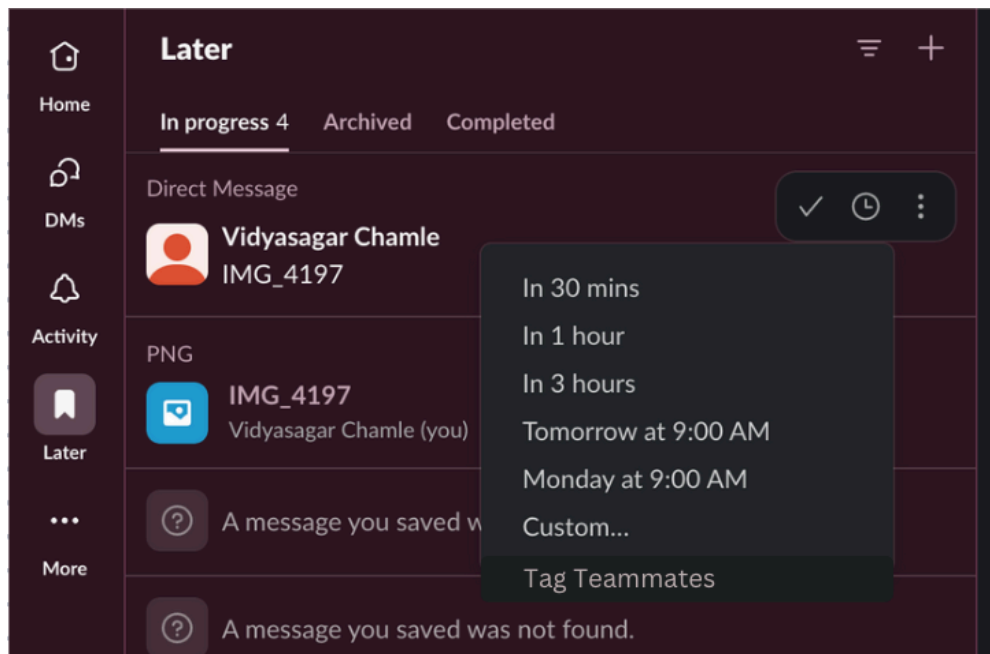 Home
DMs
Activity
Later
More
Later
In progress 4 Archived Completed
Direct Message
Vidyasagar Chamle
IMG_4197
PNG
IMG_4197
Vidyasagar Chamle (you)
A message you saved w
A message you saved was not found.
In 30 mins
In 1 hour
In 3 hours
Tomorrow at 9:00 AM
Monday at 9:00 AM
Custom...
Tag Teammates